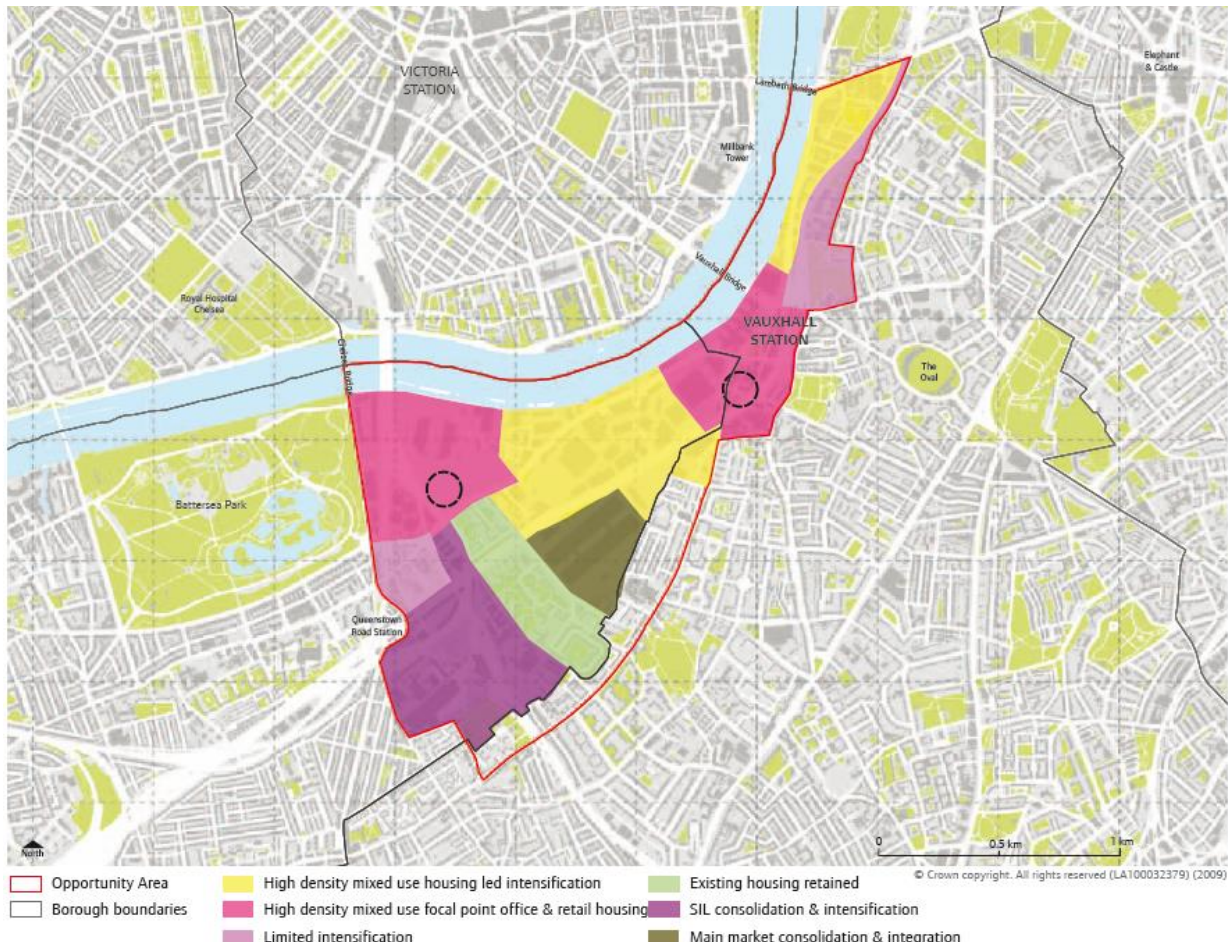 VICTORIA
STATION
Elephant
& Castle
Lambeth Bridge
Millbank
Tower
Vauxhall Bridge
Royal Hospital
Chelsea
VAUXHALL
STATION
Chelsea Bridge
The
Oval
Battersea Park
Queenstown
Road Station
North
0
0.5 km
1 km
© Crown copyright. All rights reserved (LA100032379) (2009)
Opportunity Area
Borough boundaries
High density mixed use housing led intensification
High density mixed use focal point office & retail housing
Limited intensification
Existing housing retained
SIL consolidation & intensification
Main market consolidation & integration